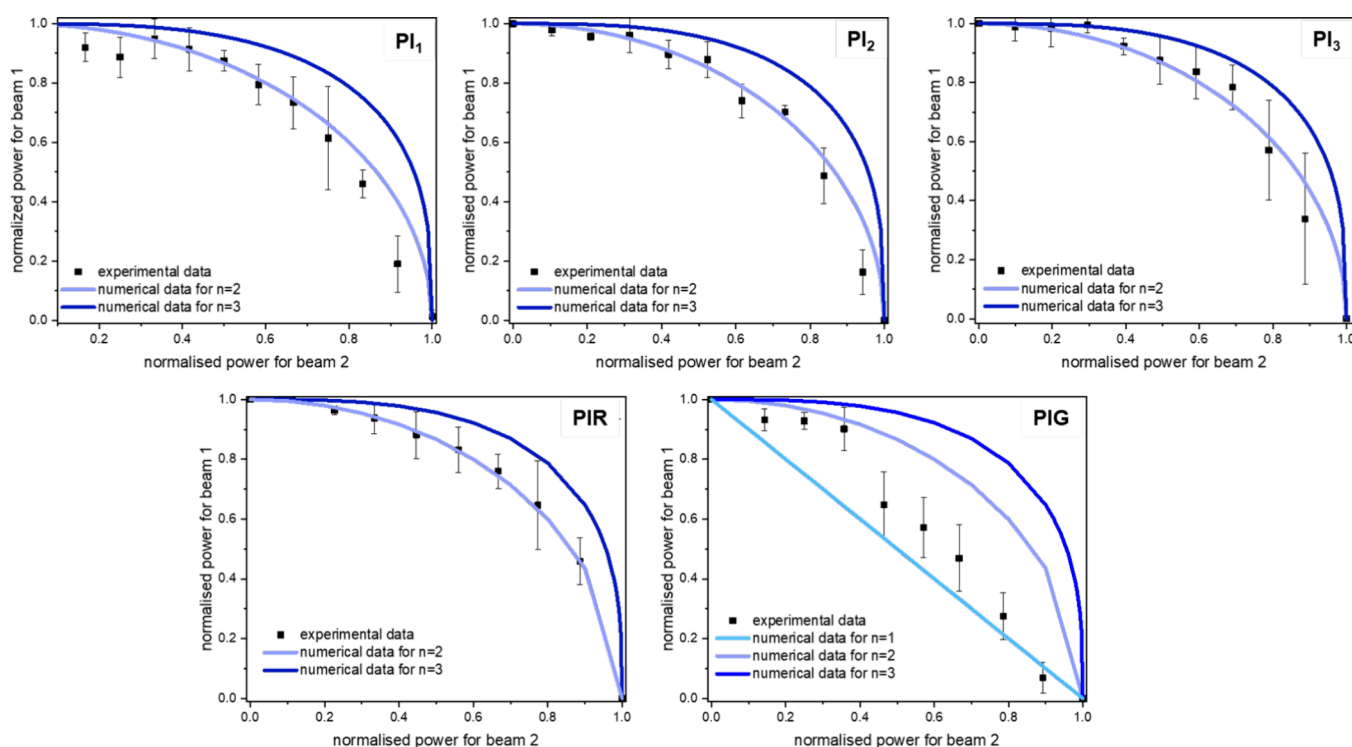 PI1
normalized power for beam 1
1.0
0.8
0.6
0.4
0.2
0.0
experimental data
numerical data for n=2
numerical data for n=3
0.2 0.4 0.6 0.8 1.0
normalised power for beam 2
PI2
normalised power for beam 1
1.0
0.8
0.6
0.4
0.2
0.0
experimental data
numerical data for n=2
numerical data for n=3
0.0 0.2 0.4 0.6 0.8 1.0
normalised power for beam 2
PI3
normalised power for beam 1
1.0
0.8
0.6
0.4
0.2
0.0
experimental data
numerical data for n=2
numerical data for n=3
0.0 0.2 0.4 0.6 0.8 1.0
normalised power for beam 2
PIR
normalised power for beam 1
1.0
0.8
0.6
0.4
0.2
0.0
experimental data
numerical data for n=2
numerical data for n=3
0.0 0.2 0.4 0.6 0.8 1.0
normalised power for beam 2
PIG
normalised power for beam 1
1.0
0.8
0.6
0.4
0.2
0.0
experimental data
numerical data for n=1
numerical data for n=2
numerical data for n=3
0.0 0.2 0.4 0.6 0.8 1.0
normalised power for beam 2